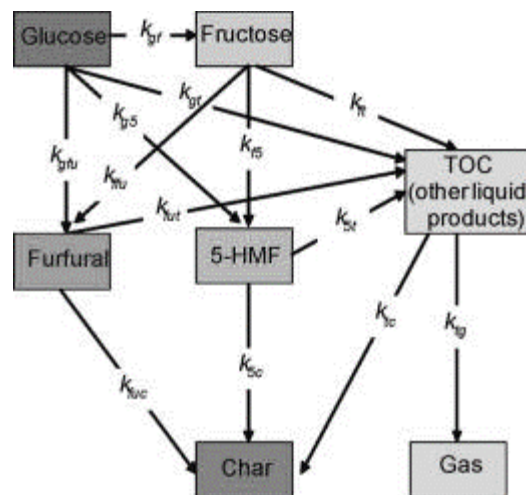 Glucose
k_gf
Fructose
k_gt
k_ft
k_g5
k_gfu
k_ffu
k_f5
TOC
(other liquid
products)
k_fut
k_5t
Furfural
5-HMF
k_tc
k_tg
k_fuc
k_5c
Char
Gas